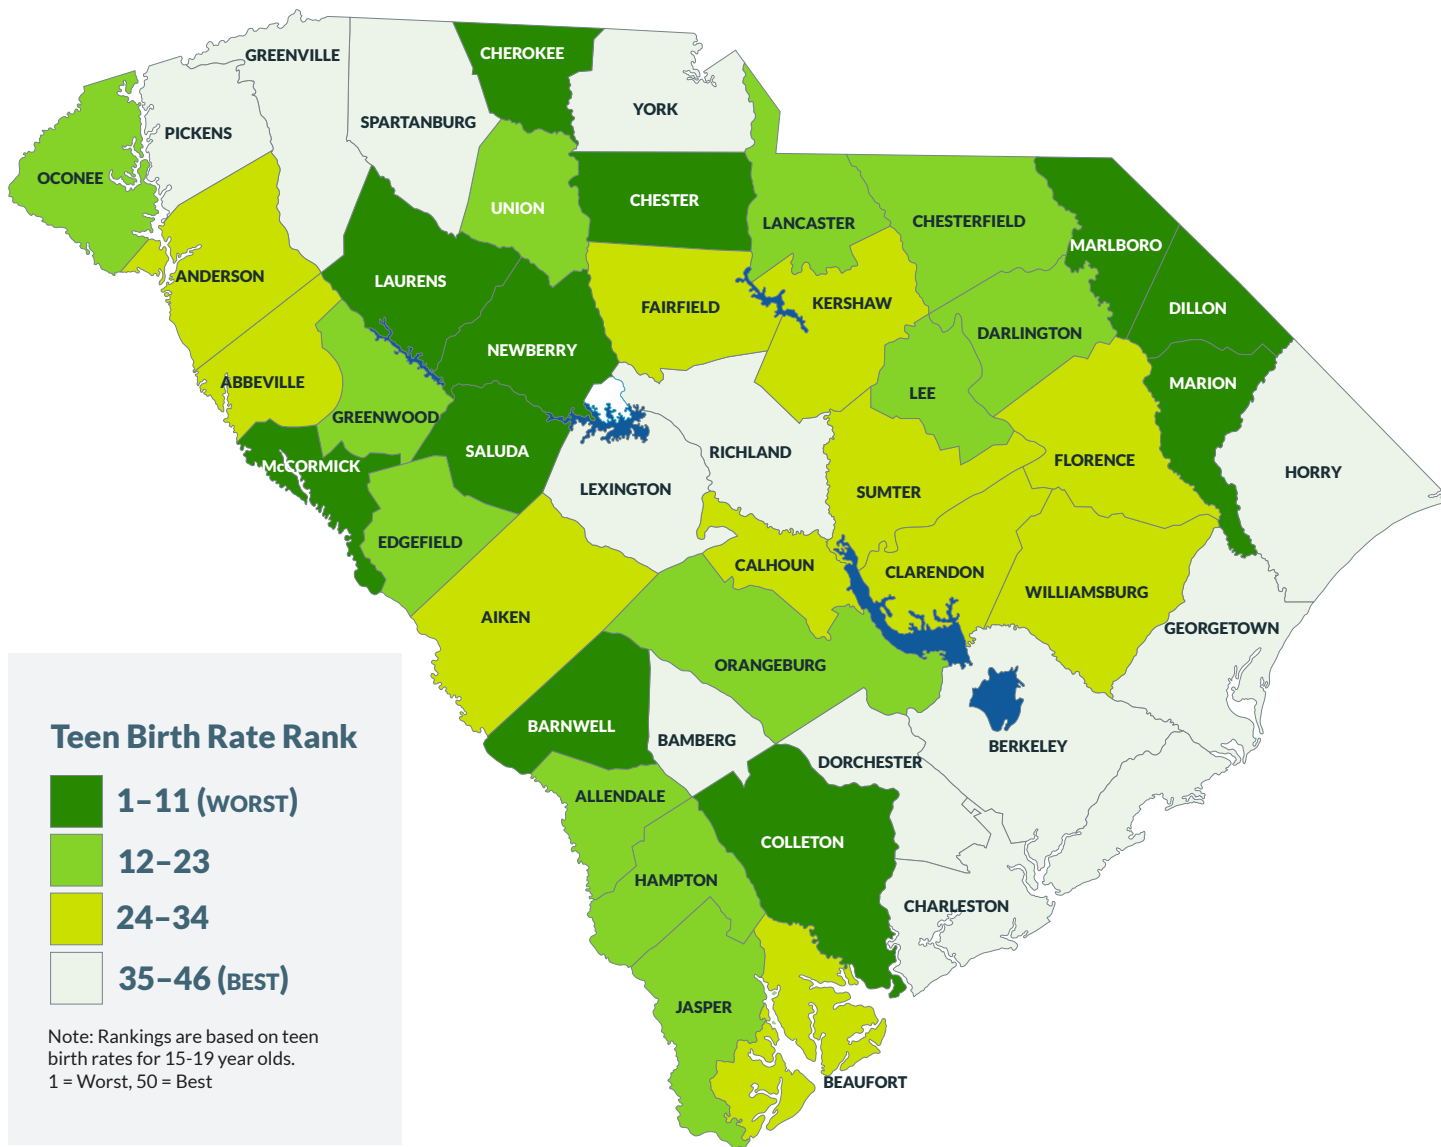 GREENVILLE
CHEROKEE
YORK
SPARTANBURG
PICKENS
OCONEE
UNION
CHESTER
LANCASTER
CHESTERFIELD
MARLBORO
ANDERSON
LAURENS
FAIRFIELD
KERSHAW
DILLON
DARLINGTON
NEWBERRY
ABBEVILLE
LEE
MARION
GREENWOOD
SALUDA
RICHLAND
FLORENCE
McCORMICK
HORRY
LEXINGTON
SUMTER
EDGEFIELD
CALHOUN
CLARENDON
WILLIAMSBURG
AIKEN
GEORGETOWN
ORANGEBURG
BARNWELL
BAMBERG
BERKELEY
DORCHESTER
ALLENDALE
COLLETON
HAMPTON
CHARLESTON
JASPER
BEAUFORT
Teen Birth Rate Rank
1–11 (WORST)
12–23
24–34
35–46 (BEST)
Note: Rankings are based on teen
birth rates for 15-19 year olds.
1 = Worst, 50 = Best